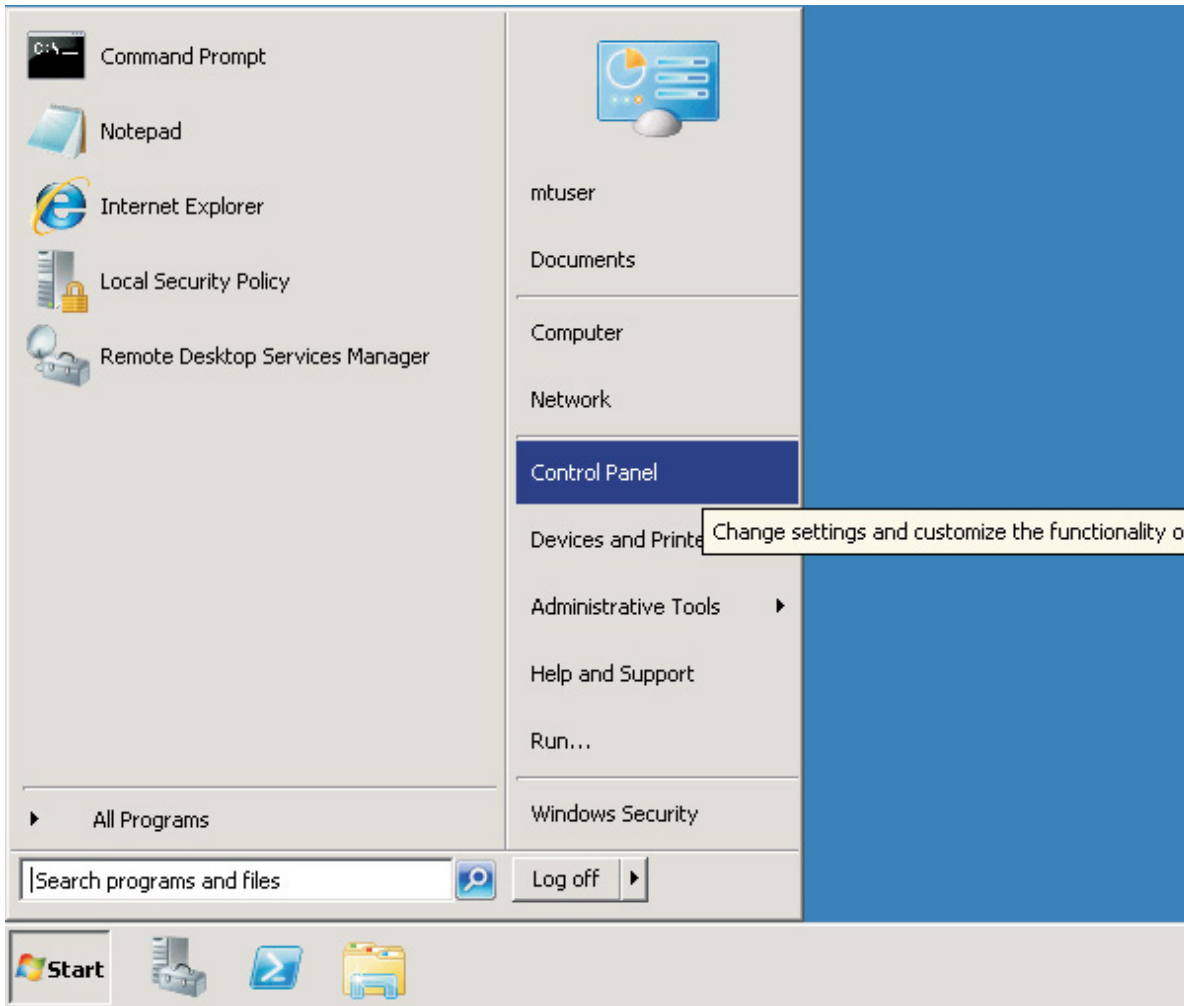 C:\_
Command Prompt
Notepad
Internet Explorer
Local Security Policy
Remote Desktop Services Manager
All Programs
Search programs and files
mtuser
Documents
Computer
Network
Control Panel
Change settings and customize the functionality o
Devices and Printe
Administrative Tools
Help and Support
Run...
Windows Security
Log off
Start